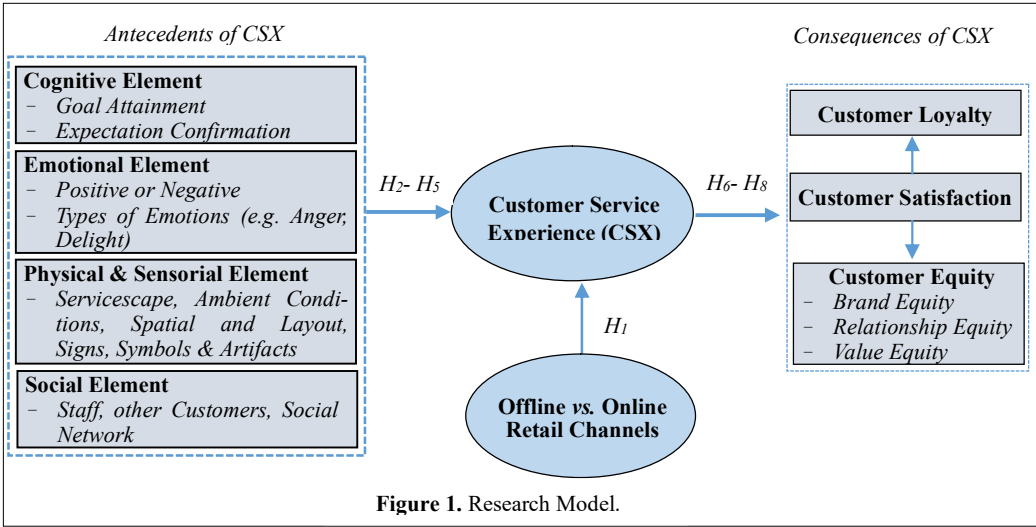 Antecedents of CSX
Cognitive Element
- Goal Attainment
- Expectation Confirmation
Emotional Element
- Positive or Negative
- Types of Emotions (e.g. Anger,
Delight)
Physical & Sensorial Element
- Servicescape, Ambient Condi-
tions, Spatial and Layout,
Signs, Symbols & Artifacts
Social Element
- Staff, other Customers, Social
Network
H2- H5
Customer Service
Experience (CSX)
H1
Offline vs. Online
Retail Channels
H6- H8
Consequences of CSX
Customer Loyalty
Customer Satisfaction
Customer Equity
- Brand Equity
- Relationship Equity
- Value Equity
Figure 1. Research Model.